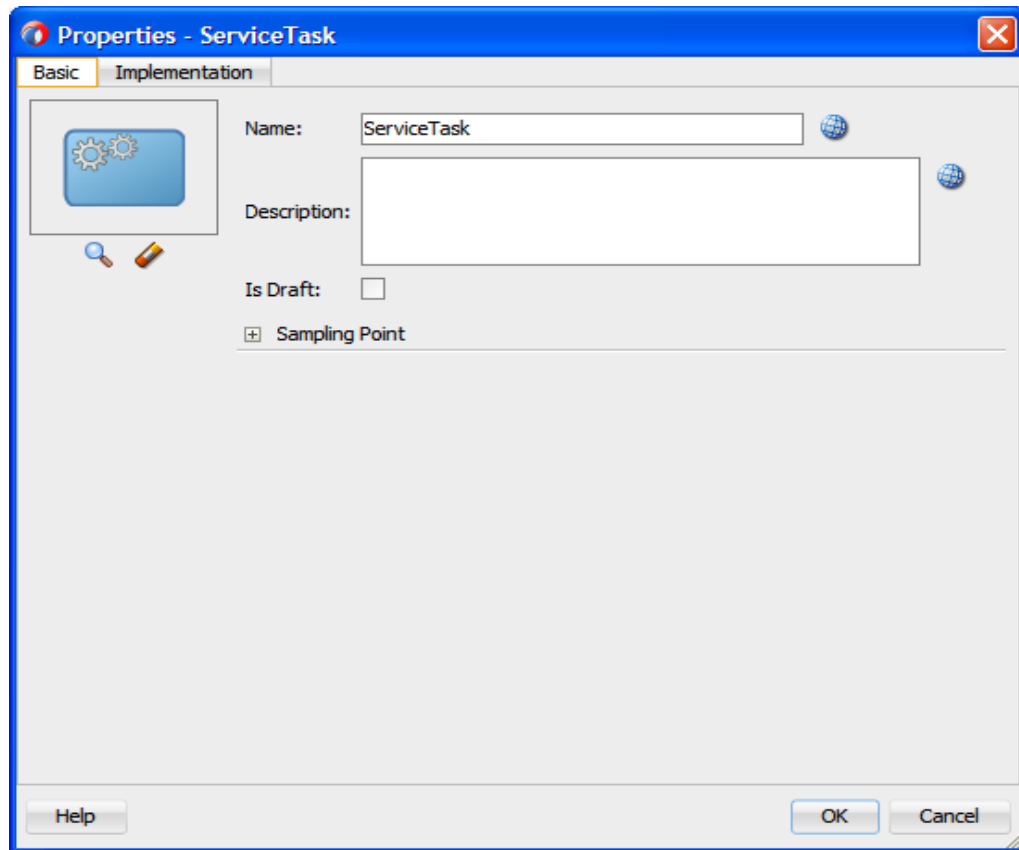 Properties - ServiceTask
Basic Implementation
Name: ServiceTask
Description:
Is Draft:
Sampling Point
Help OK Cancel